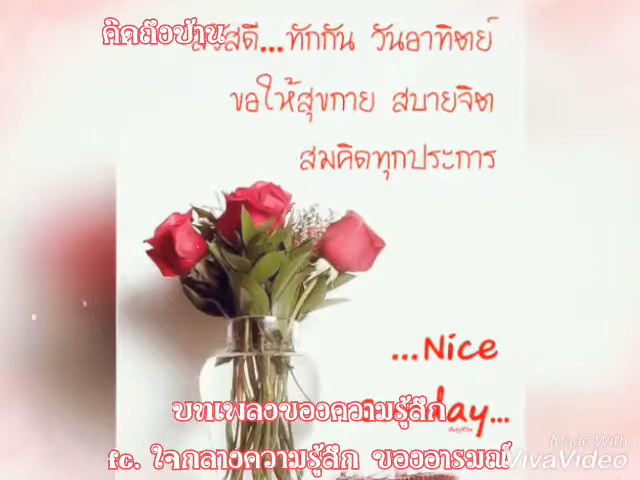 คิดถึงบ้าน
สวัสดี...ทักกัน วันอาทิตย์
ขอให้สุขกาย สบายจิต
สมคิดทุกประการ
...Nice
บทเพลงของความรู้สึก
fc. ใจกลางความรู้สึก ของอารมณ์
Made With
VivaVideo